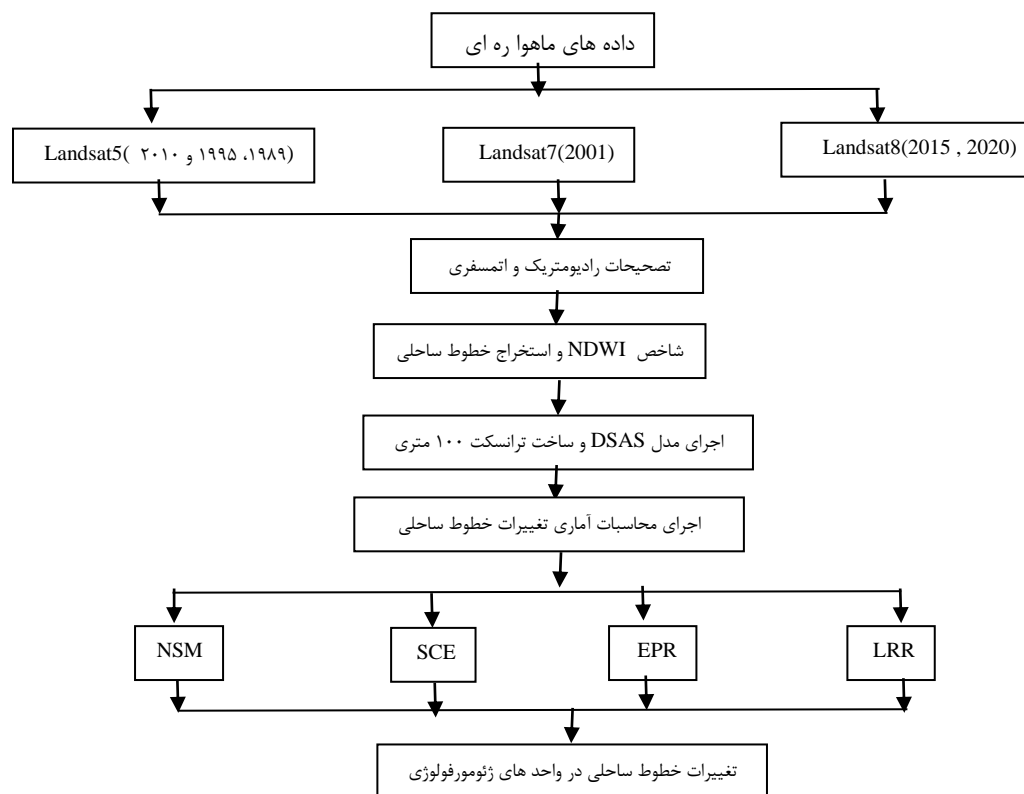 داده های ماهوا ره ای
Landsat5( ۱۹۸۹، ۱۹۹۵ و ۲۰۱۰)
Landsat7(2001)
Landsat8(2015 , 2020)
تصحیحات رادیومتریک و اتمسفری
شاخص NDWI و استخراج خطوط ساحلی
اجرای مدل DSAS و ساخت ترانسکت ۱۰۰ متری
اجرای محاسبات آماری تغییرات خطوط ساحلی
NSM
SCE
EPR
LRR
تغییرات خطوط ساحلی در واحد های ژئومورفولوژی